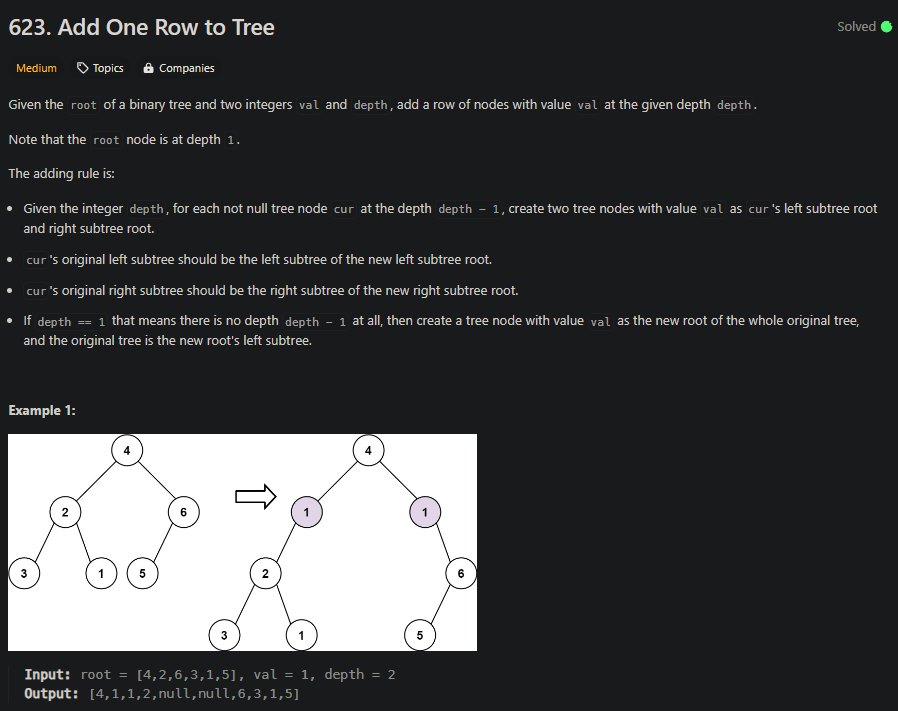 623. Add One Row to Tree
Solved
Medium
Topics
Companies
Given the root of a binary tree and two integers val and depth, add a row of nodes with value val at the given depth depth.
Note that the root node is at depth 1.
The adding rule is:
• Given the integer depth, for each not null tree node cur at the depth depth - 1, create two tree nodes with value val as cur's left subtree root
and right subtree root.
• cur's original left subtree should be the left subtree of the new left subtree root.
• cur's original right subtree should be the right subtree of the new right subtree root.
• If depth == 1 that means there is no depth depth - 1 at all, then create a tree node with value val as the new root of the whole original tree,
and the original tree is the new root's left subtree.
Example 1:
4 4
2 6 1 1
3 1 5 2 6
3 1 5
Input: root = [4,2,6,3,1,5], val = 1, depth = 2
Output: [4,1,1,2,null,null,6,3,1,5]